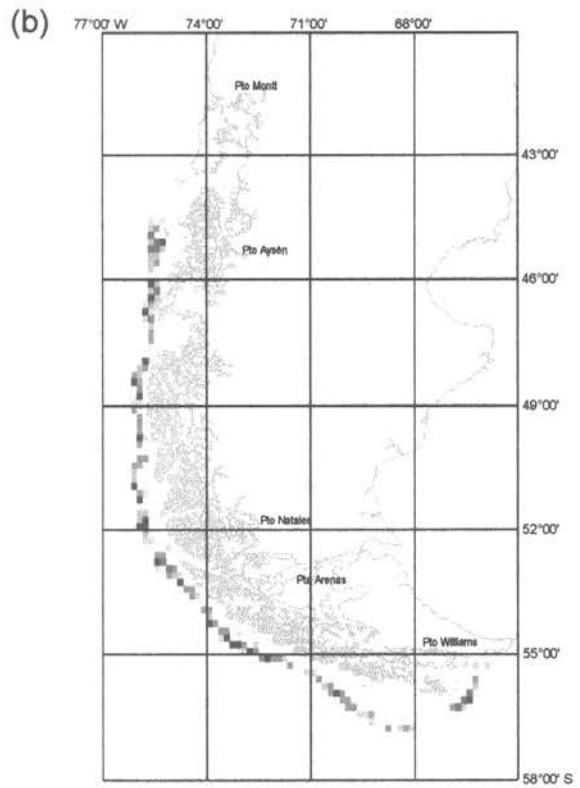 (b)
77°00' W 74°00' 71°00' 68°00'
Pto Montt
43°00'
Pto Aysén
46°00'
49°00'
Pto Natales
52°00'
Pto Arenas
Pto Williams
55°00'
58°00' S